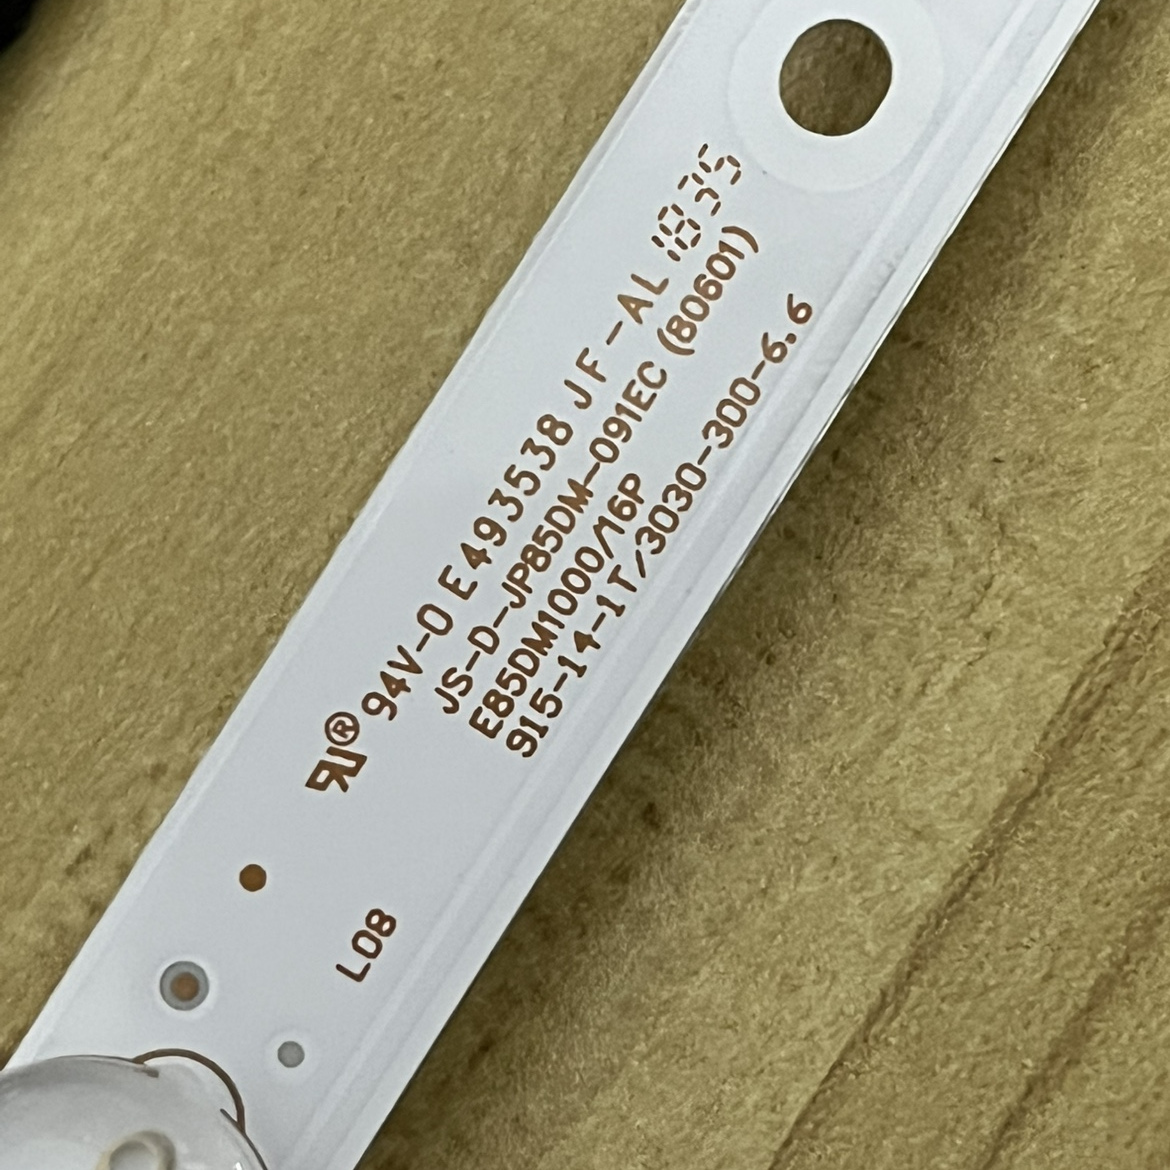 ® 94V-0 E493538 JF-AL 1835
JS-D-JP85DM-091EC (80601)
E85DM1000/16P
915-14-1T/3030-300-6.6
L08